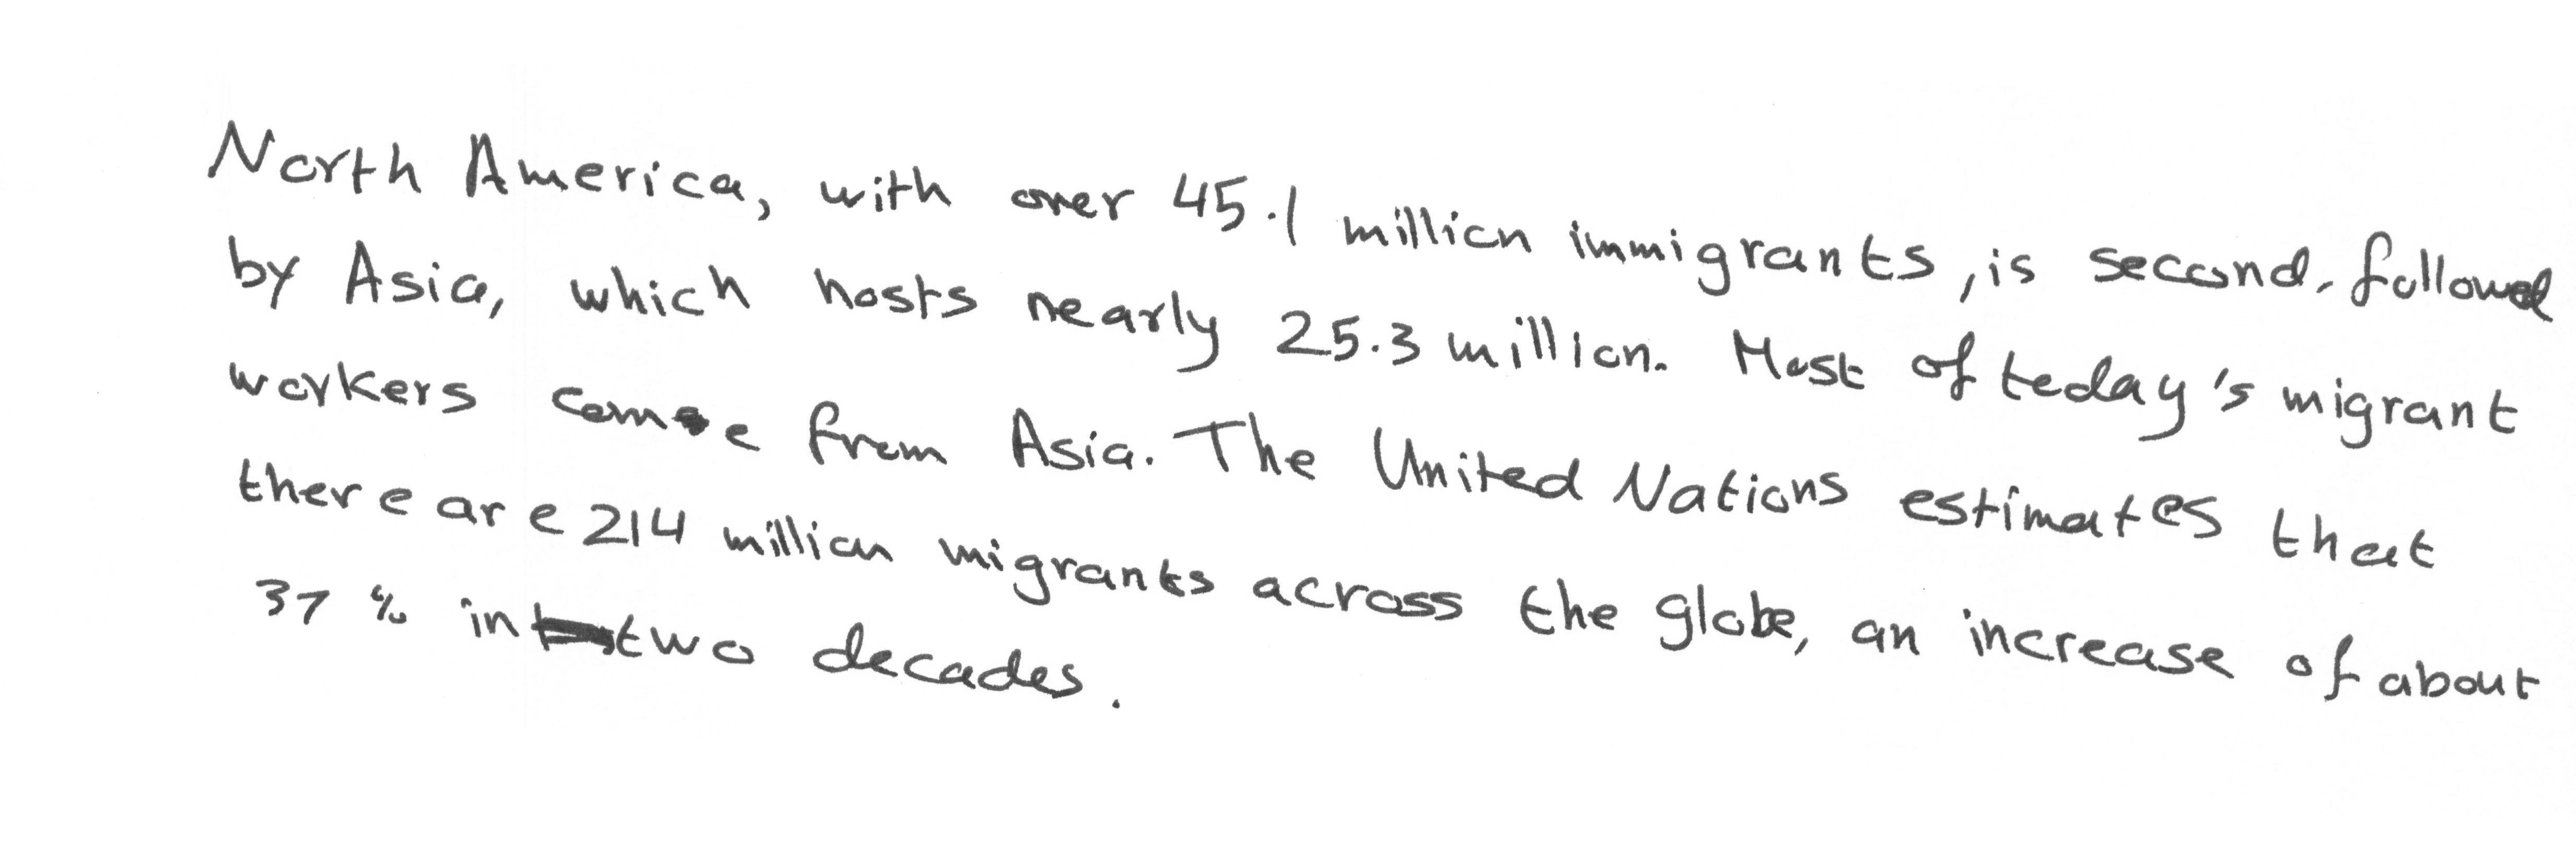 North America, with over 45.1 million immigrants, is second, followed
by Asia, which hosts nearly 25.3 million. Most of today's migrant
workers come from Asia. The United Nations estimates that
there are 214 million migrants across the globe, an increase of about
37 % in two decades.